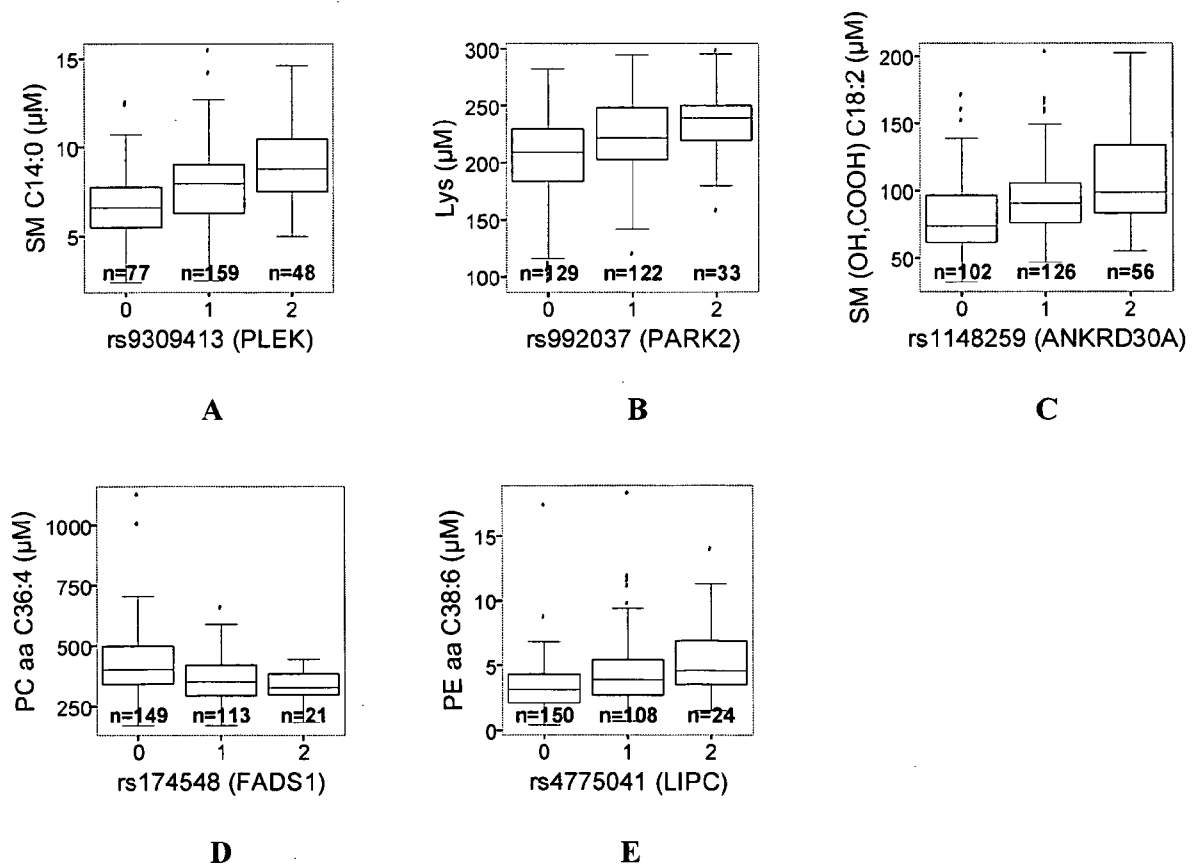 SM C14:0 (µM)
15
10
5
n=77 n=159 n=48
0 1 2
rs9309413 (PLEK)
A
Lys (µM)
300
250
200
150
100
n=129 n=122 n=33
0 1 2
rs992037 (PARK2)
B
SM (OH,COOH) C18:2 (µM)
200
150
100
50
n=102 n=126 n=56
0 1 2
rs1148259 (ANKRD30A)
C
PC aa C36:4 (µM)
1000
750
500
250
n=149 n=113 n=21
0 1 2
rs174548 (FADS1)
D
PE aa C38:6 (µM)
15
10
5
0
n=150 n=108 n=24
0 1 2
rs4775041 (LIPC)
E